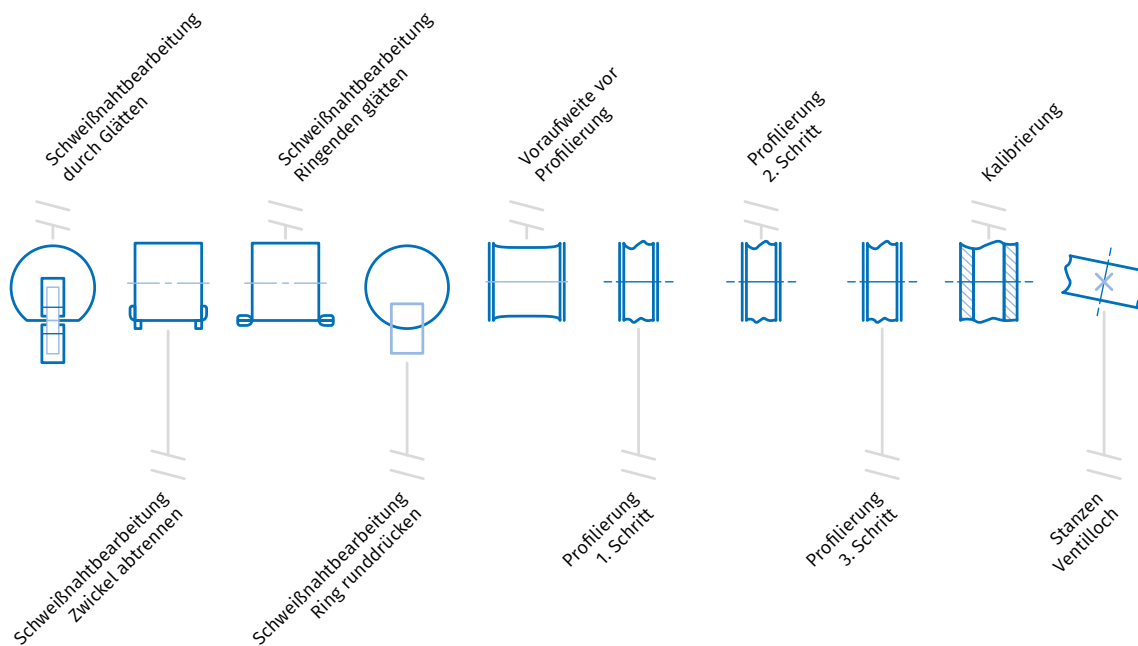 Schweißnahtbearbeitung
durch Glätten
Schweißnahtbearbeitung
Ringenden glätten
Voraufweite vor
Profilierung
Profilierung
2. Schritt
Kalibrierung
Schweißnahtbearbeitung
Zwickel abtrennen
Schweißnahtbearbeitung
Ring runddrücken
Profilierung
1. Schritt
Profilierung
3. Schritt
Stanzen
Ventilloch